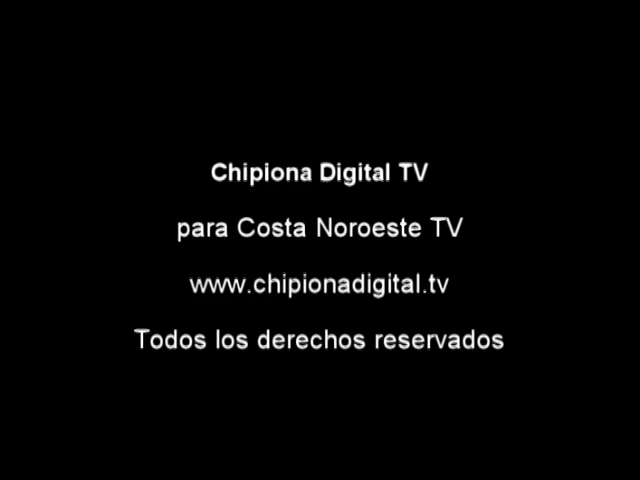 Chipiona Digital TV
para Costa Noroeste TV
www.chipionadigital.tv
Todos los derechos reservados